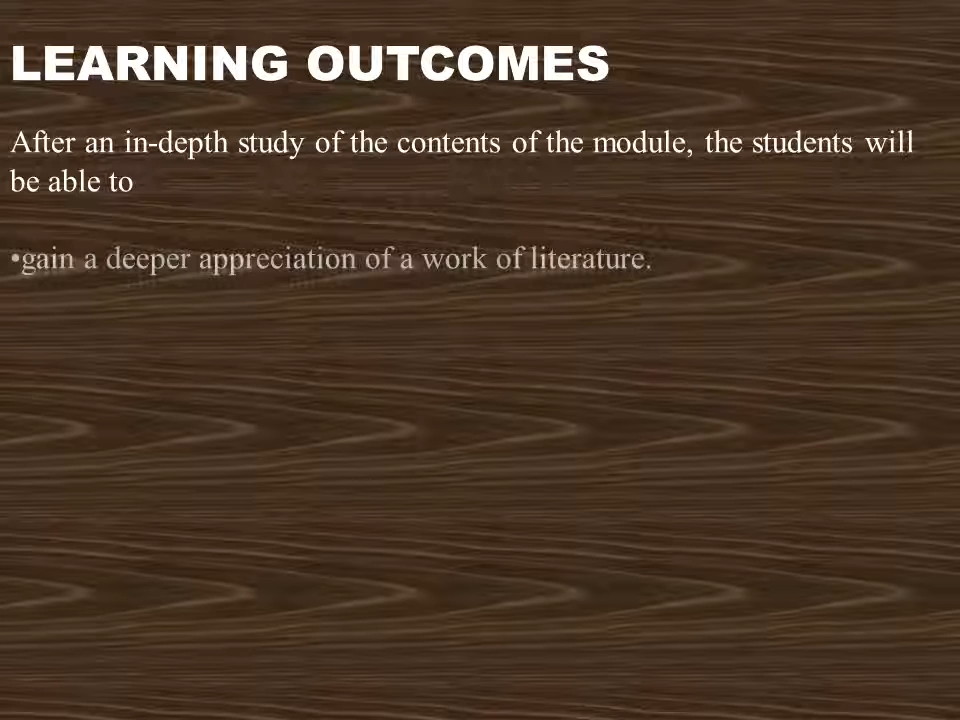 LEARNING OUTCOMES
After an in-depth study of the contents of the module, the students will
be able to
•gain a deeper appreciation of a work of literature.